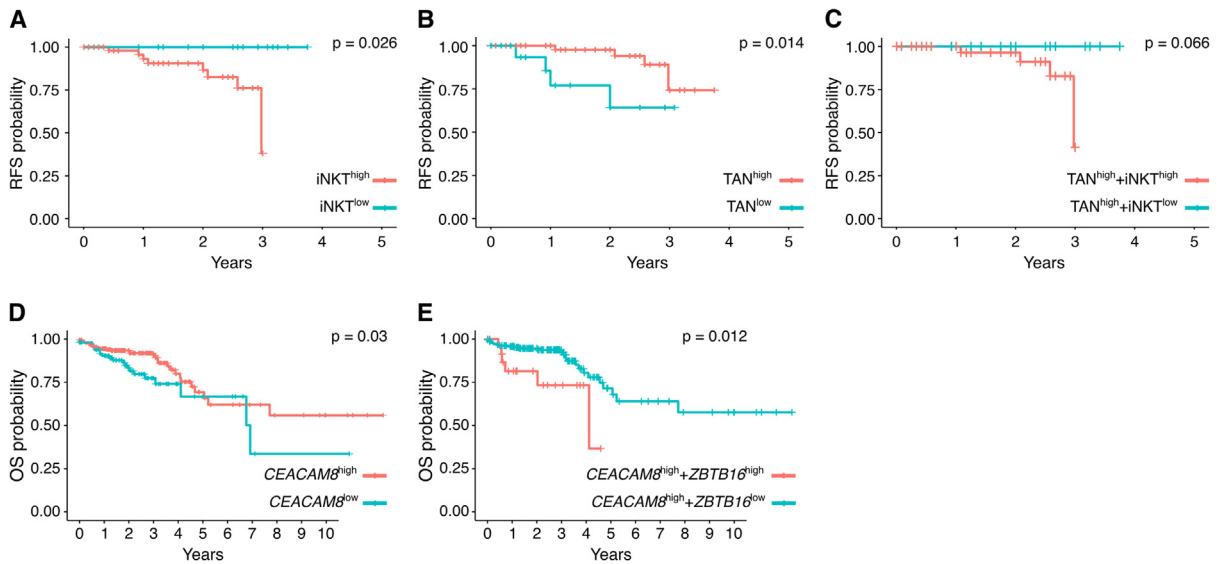 A
p = 0.026
RFS probability
1.00
0.75
0.50
0.25
0.00
iNKThigh
iNKTlow
0 1 2 3 4 5
Years
B
p = 0.014
RFS probability
1.00
0.75
0.50
0.25
0.00
TANhigh
TANlow
0 1 2 3 4 5
Years
C
p = 0.066
RFS probability
1.00
0.75
0.50
0.25
0.00
TANhigh+iNKThigh
TANhigh+iNKTlow
0 1 2 3 4 5
Years
D
p = 0.03
OS probability
1.00
0.75
0.50
0.25
0.00
CEACAM8high
CEACAM8low
0 1 2 3 4 5 6 7 8 9 10
Years
E
p = 0.012
OS probability
1.00
0.75
0.50
0.25
0.00
CEACAM8high+ZBTB16high
CEACAM8high+ZBTB16low
0 1 2 3 4 5 6 7 8 9 10
Years